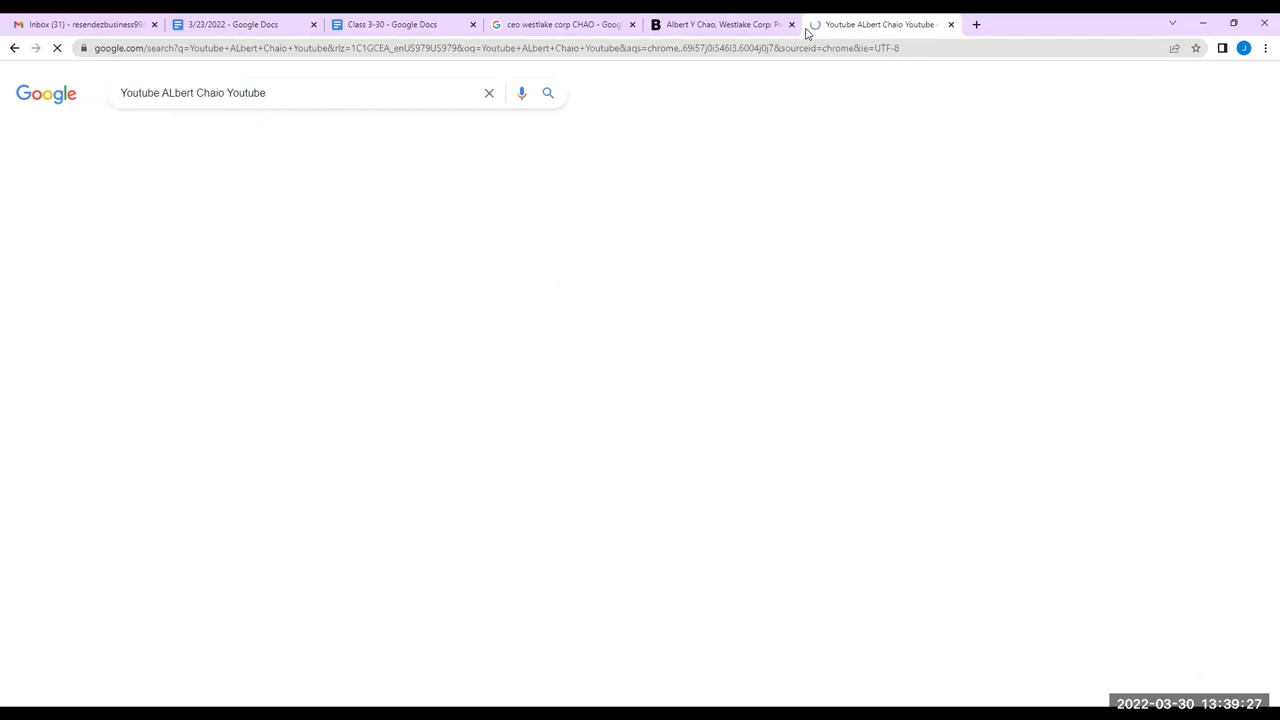 Inbox (31) - resendezbusiness99
3/23/2022 - Google Docs
Class 3-30 - Google Docs
ceo westlake corp CHAO - Googl
Albert Y Chao, Westlake Corp: P
Youtube ALbert Chaio Youtube -
google.com/search?q=Youtube+ALbert+Chaio+Youtube&rlz=1C1GCEA_enUS979US979&oq=Youtube+ALbert+Chaio+Youtube&aqs=chrome..69i57j0i546l3.6004j0j7&sourceid=chrome&ie=UTF-8
J
Google
Youtube ALbert Chaio Youtube
2022-03-30 13:39:27